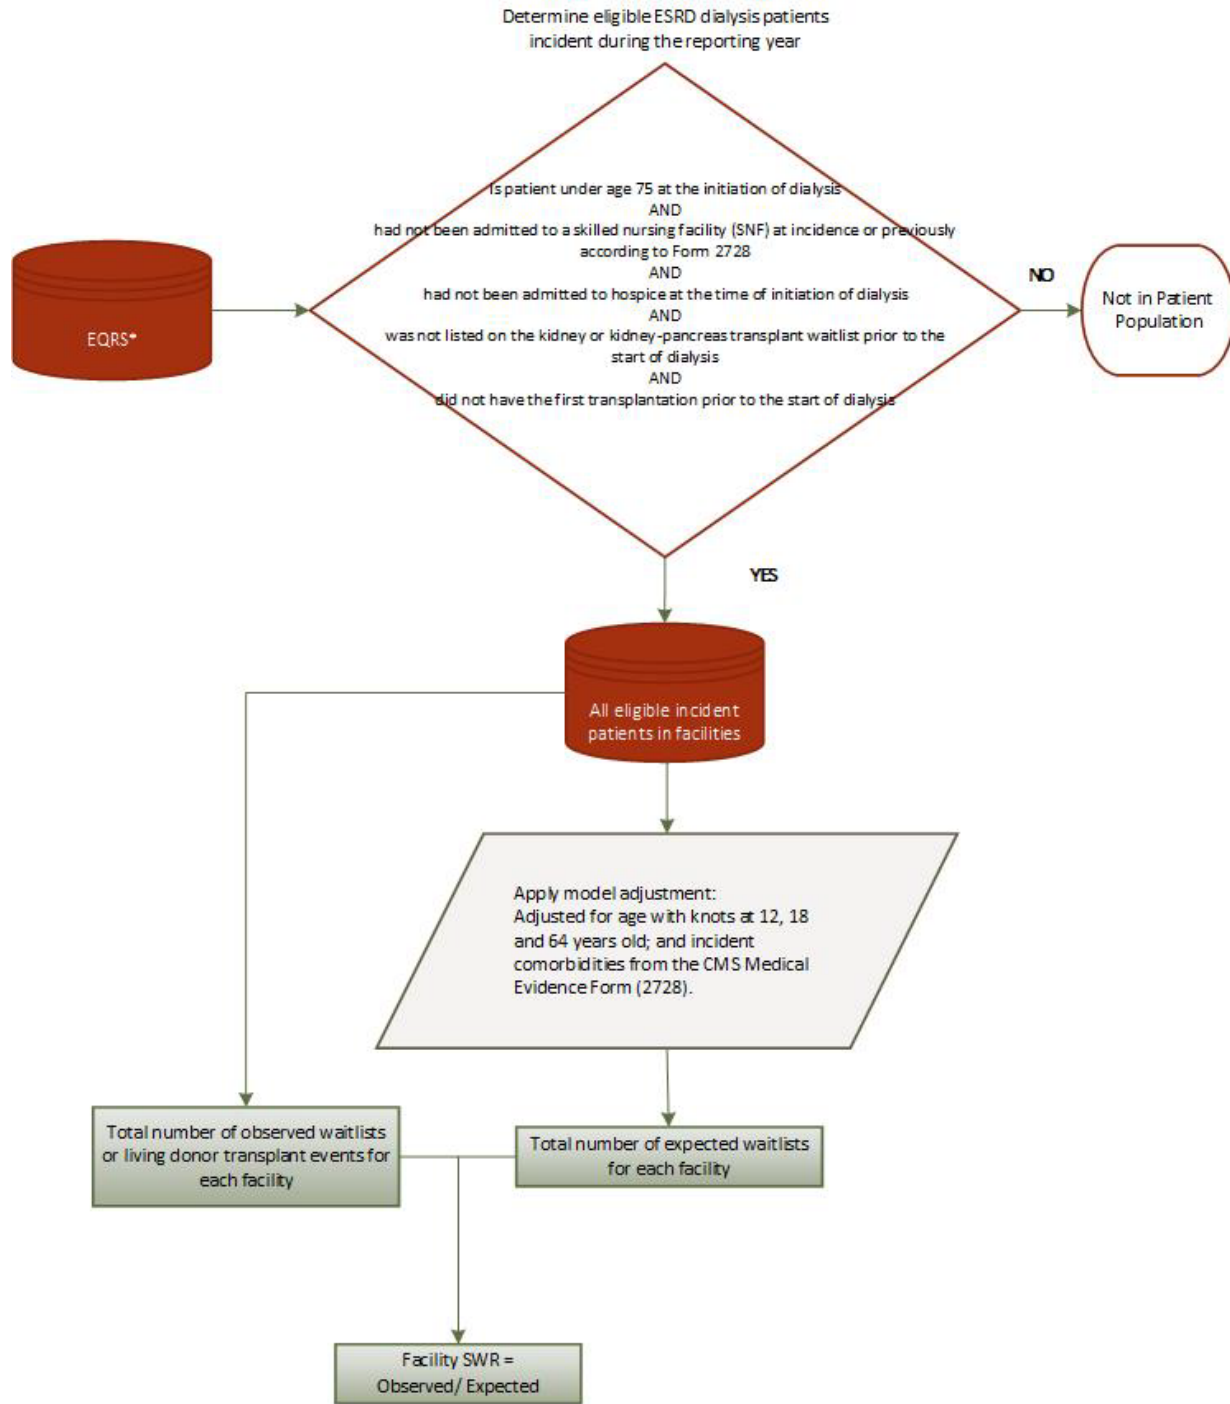 Determine eligible ESRD dialysis patients
incident during the reporting year
Is patient under age 75 at the initiation of dialysis
AND
had not been admitted to a skilled nursing facility (SNF) at incidence or previously
according to Form 2728
AND
had not been admitted to hospice at the time of initiation of dialysis
AND
was not listed on the kidney or kidney-pancreas transplant waitlist prior to the
start of dialysis
AND
did not have the first transplantation prior to the start of dialysis
EQRS*
NO
Not in Patient
Population
YES
All eligible incident
patients in facilities
Apply model adjustment:
Adjusted for age with knots at 12, 18
and 64 years old; and incident
comorbidities from the CMS Medical
Evidence Form (2728).
Total number of observed waitlists
or living donor transplant events for
each facility
Total number of expected waitlists
for each facility
Facility SWR =
Observed/ Expected